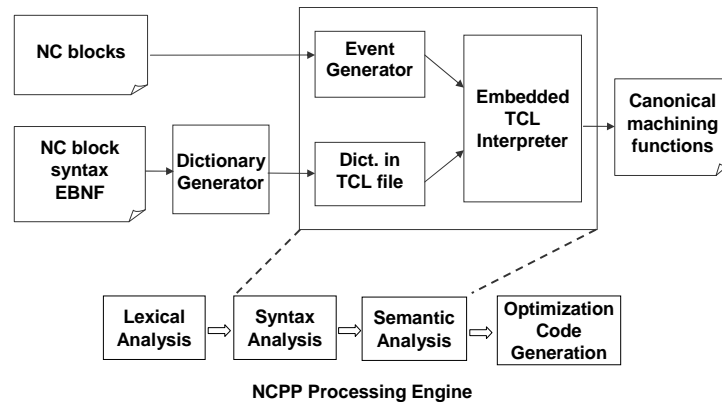 NC blocks
Event
Generator
Embedded
TCL
Interpreter
Canonical
machining
functions
NC block
syntax
EBNF
Dictionary
Generator
Dict. in
TCL file
Lexical
Analysis
Syntax
Analysis
Semantic
Analysis
Optimization
Code
Generation
NCPP Processing Engine